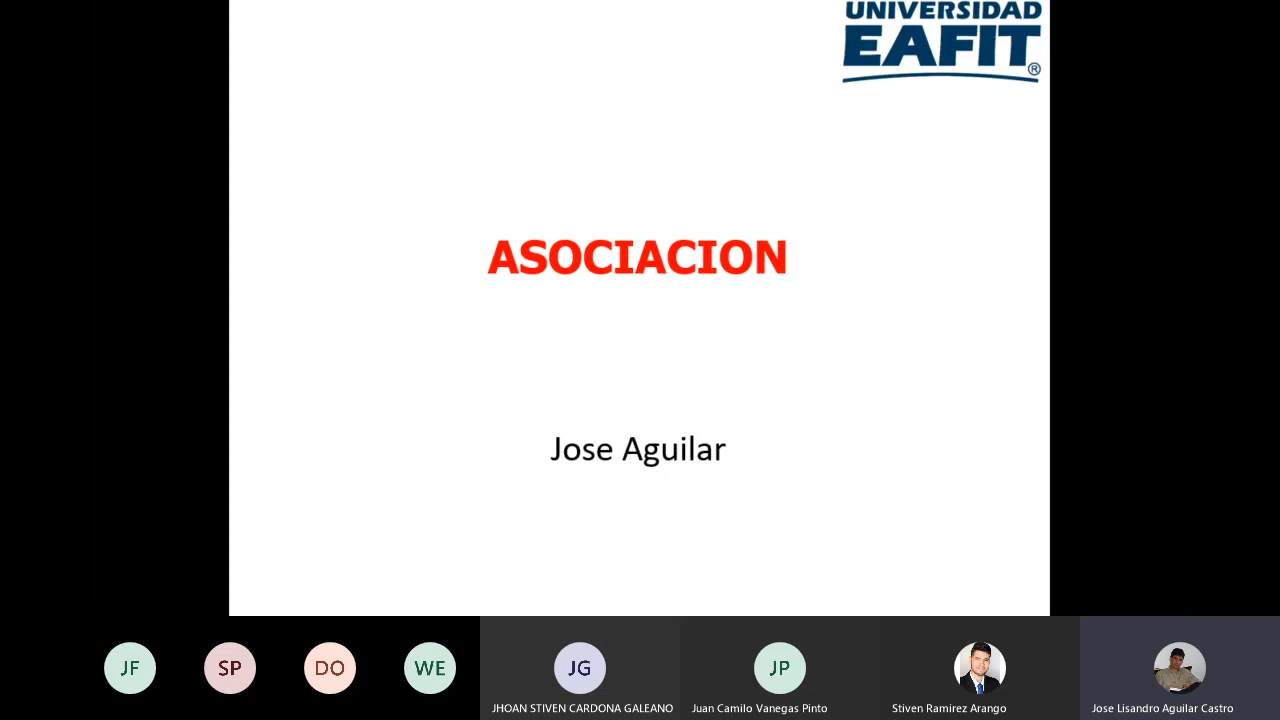 UNIVERSIDAD
EAFIT®
ASOCIACION
Jose Aguilar
JF
SP
DO
WE
JG
JP
JHOAN STIVEN CARDONA GALEANO
Juan Camilo Vanegas Pinto
Stiven Ramirez Arango
Jose Lisandro Aguilar Castro